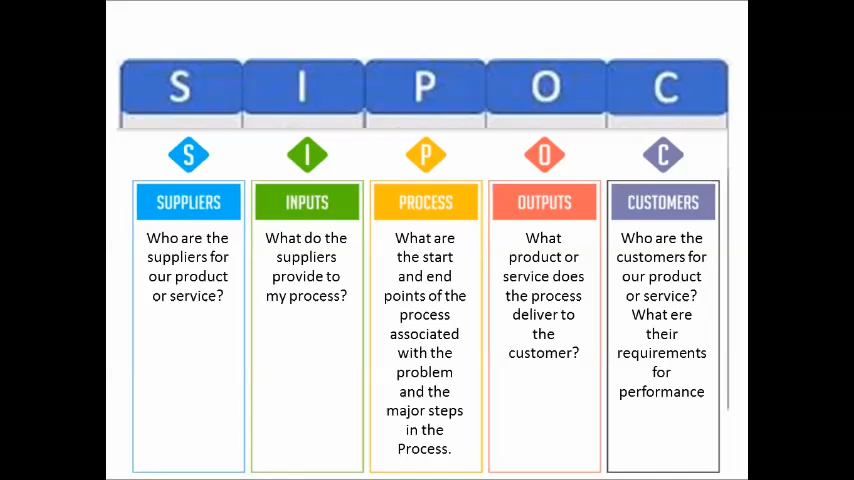 S I P O C
S I P O C
SUPPLIERS
Who are the
suppliers for
our product
or service?
INPUTS
What do the
suppliers
provide to
my process?
PROCESS
What are
the start
and end
points of the
process
associated
with the
problem
and the
major steps
in the
Process.
OUTPUTS
What
product or
service does
the process
deliver to
the
customer?
CUSTOMERS
Who are the
customers for
our product
or service?
What ere
their
requirements
for
performance